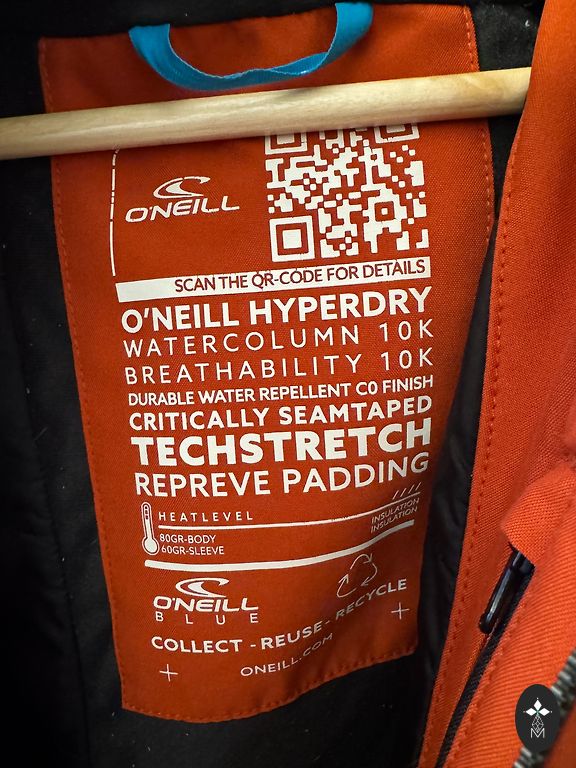 O'NEILL
SCAN THE QR-CODE FOR DETAILS
O'NEILL HYPERDRY
WATERCOLUMN 10K
BREATHABILITY 10K
DURABLE WATER REPELLENT C0 FINISH
CRITICALLY SEAMTAPED
TECHSTRETCH
REPREVE PADDING
HEATLEVEL
INSULATION
INSULATION
80GR-BODY
60GR-SLEEVE
O'NEILL
BLUE
COLLECT - REUSE - RECYCLE
ONEILL.COM
M